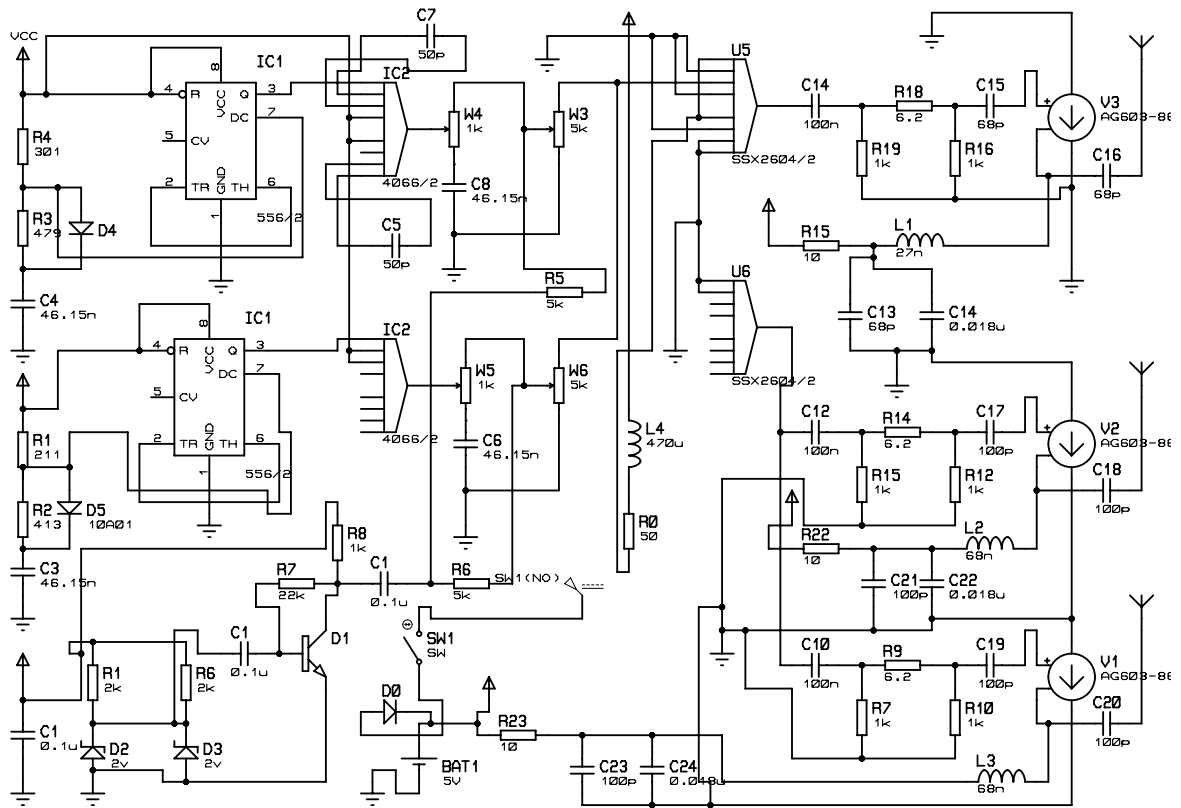 C7
50p
VCC
IC1
IC2
U5
8
4
R
VCC
Q
3
DC
7
5
CV
2
TR
GND
TH
6
1
556/2
R4
301
R3
479
D4
C4
46.15n
4066/2
W4
1k
W3
5k
C8
46.15n
C5
50p
SSX2604/2
C14
100n
R18
6.2
C15
68p
R19
1k
R16
1k
V3
AG603-86
C16
68p
R15
10
L1
27n
C13
68p
C14
0.018u
IC1
8
4
R
VCC
Q
3
DC
7
5
CV
2
TR
GND
TH
6
1
556/2
IC2
4066/2
R5
5k
W5
1k
W6
5k
C6
46.15n
L4
470u
R0
50
U6
SSX2604/2
C12
100n
R14
6.2
C17
100p
R15
1k
R12
1k
V2
AG603-86
C18
100p
R22
10
L2
68n
C21
100p
C22
0.018u
R1
211
R2
413
D5
10A01
C3
46.15n
R8
1k
R7
22k
C1
0.1u
R6
5k
SW1(NO)
D1
C1
0.1u
SW1
SW
R1
2k
R6
2k
C1
0.1u
D2
2v
D3
2v
D0
BAT1
5V
R23
10
C23
100p
C24
0.018u
C10
100n
R9
6.2
C19
100p
R7
1k
R10
1k
V1
AG603-86
C20
100p
L3
68n